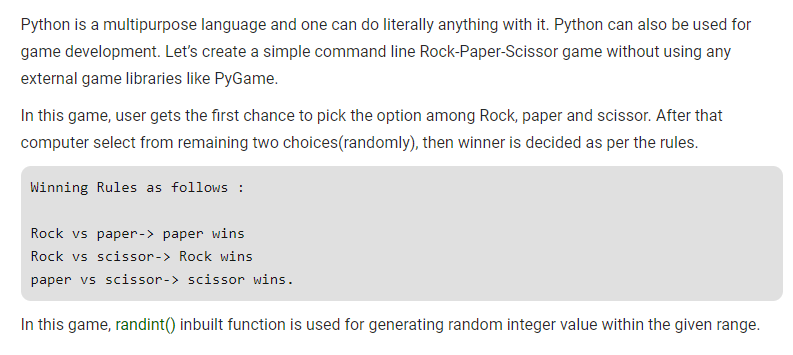 Python is a multipurpose language and one can do literally anything with it. Python can also be used for
game development. Let’s create a simple command line Rock-Paper-Scissor game without using any
external game libraries like PyGame.
In this game, user gets the first chance to pick the option among Rock, paper and scissor. After that
computer select from remaining two choices(randomly), then winner is decided as per the rules.
Winning Rules as follows :
Rock vs paper-> paper wins
Rock vs scissor-> Rock wins
paper vs scissor-> scissor wins.
In this game, randint() inbuilt function is used for generating random integer value within the given range.